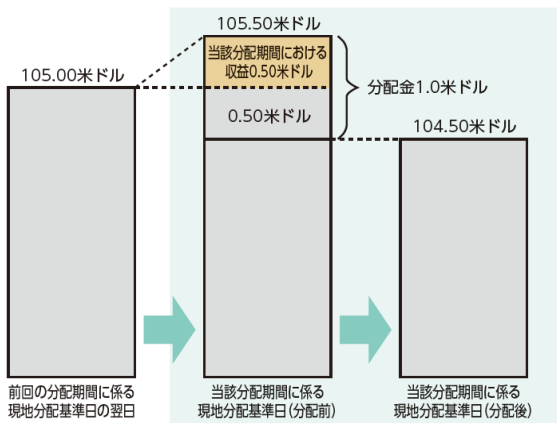 105.50米ドル
105.00米ドル
当該分配期間における
収益0.50米ドル
0.50米ドル
分配金1.0米ドル
104.50米ドル
前回の分配期間に係る
現地分配基準日の翌日
当該分配期間に係る
現地分配基準日(分配前)
当該分配期間に係る
現地分配基準日(分配後)